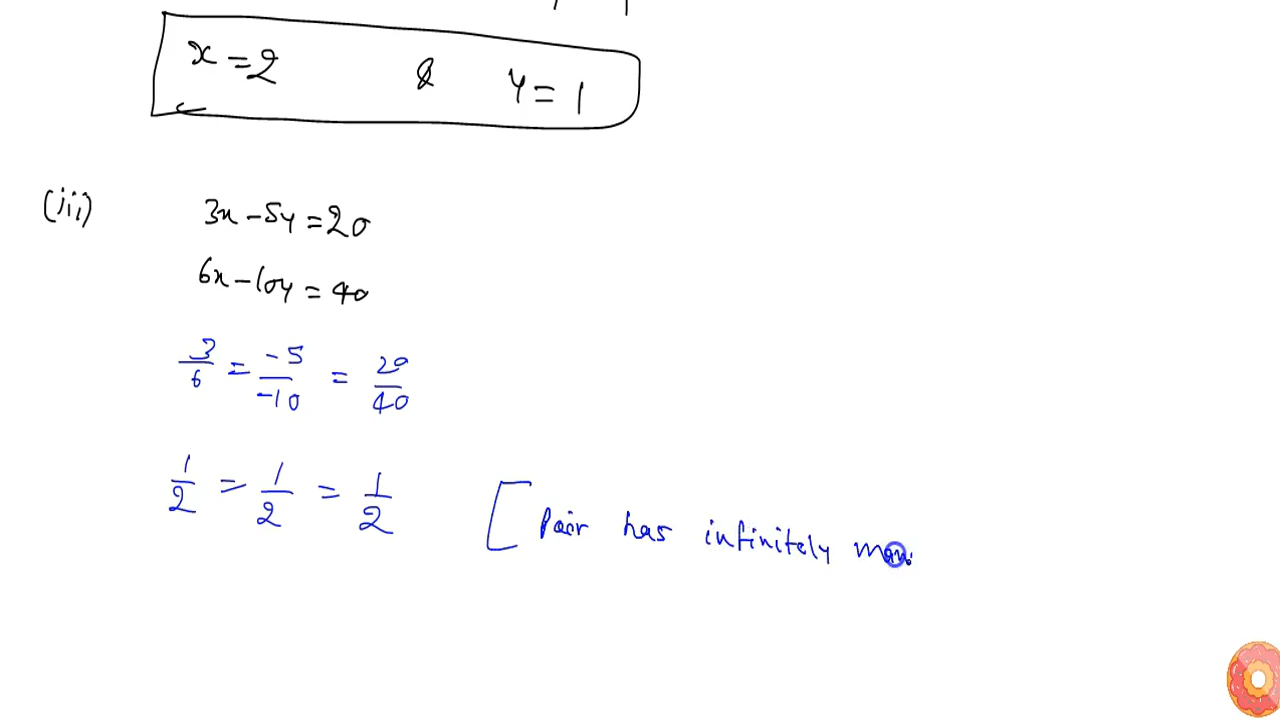 x = 2 & y = 1
(iii) 3x - 5y = 20
6x - 10y = 40
3/6 = -5/-10 = 20/40
1/2 = 1/2 = 1/2 [ Pair has infinitely man